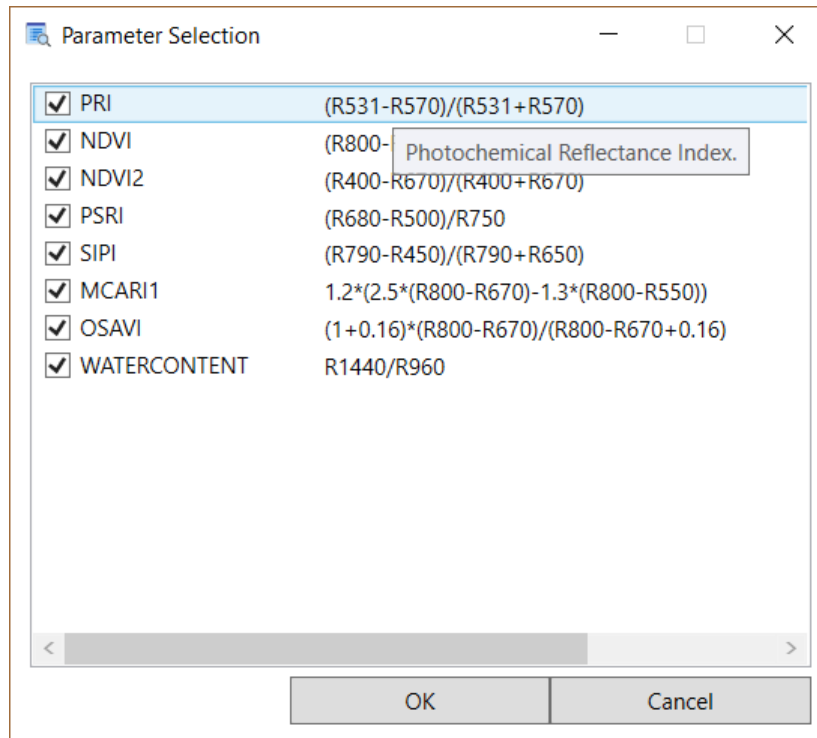 Parameter Selection
PRI (R531-R570)/(R531+R570)
NDVI (R800-
Photochemical Reflectance Index.
NDVI2 (R400-R670)/(R400+R670)
PSRI (R680-R500)/R750
SIPI (R790-R450)/(R790+R650)
MCARI1 1.2*(2.5*(R800-R670)-1.3*(R800-R550))
OSAVI (1+0.16)*(R800-R670)/(R800-R670+0.16)
WATERCONTENT R1440/R960
OK Cancel